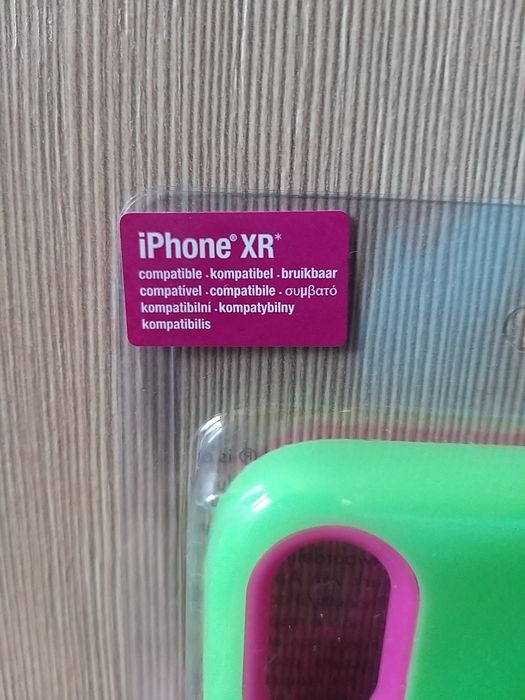 iPhone® XR*
compatible • kompatibel • bruikbaar
compatível • compatibile • συμβατό
kompatibilní • kompatybilny
kompatibilis